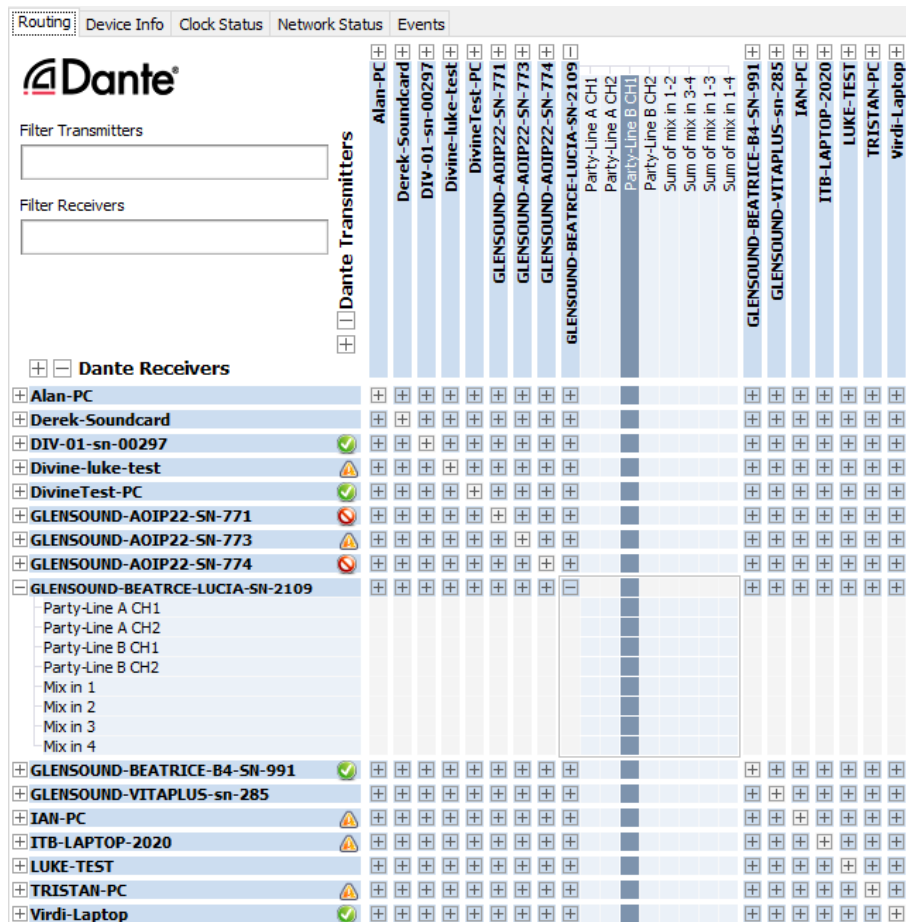 Routing Device Info Clock Status Network Status Events
Dante®
Filter Transmitters
Filter Receivers
Dante Transmitters
Dante Receivers
Alan-PC
Derek-Soundcard
DIV-01-sn-00297
Divine-luke-test
DivineTest-PC
GLENSOUND-AOIP22-SN-771
GLENSOUND-AOIP22-SN-773
GLENSOUND-AOIP22-SN-774
GLENSOUND-BEATRCE-LUCIA-SN-2109
Party-Line A CH1
Party-Line A CH2
Party-Line B CH1
Party-Line B CH2
Sum of mix in 1-2
Sum of mix in 3-4
Sum of mix in 1-3
Sum of mix in 1-4
GLENSOUND-BEATRICE-B4-SN-991
GLENSOUND-VITAPLUS-sn-285
IAN-PC
ITB-LAPTOP-2020
LUKE-TEST
TRISTAN-PC
Virdi-Laptop
Alan-PC
Derek-Soundcard
DIV-01-sn-00297
Divine-luke-test
DivineTest-PC
GLENSOUND-AOIP22-SN-771
GLENSOUND-AOIP22-SN-773
GLENSOUND-AOIP22-SN-774
GLENSOUND-BEATRCE-LUCIA-SN-2109
Party-Line A CH1
Party-Line A CH2
Party-Line B CH1
Party-Line B CH2
Mix in 1
Mix in 2
Mix in 3
Mix in 4
GLENSOUND-BEATRICE-B4-SN-991
GLENSOUND-VITAPLUS-sn-285
IAN-PC
ITB-LAPTOP-2020
LUKE-TEST
TRISTAN-PC
Virdi-Laptop